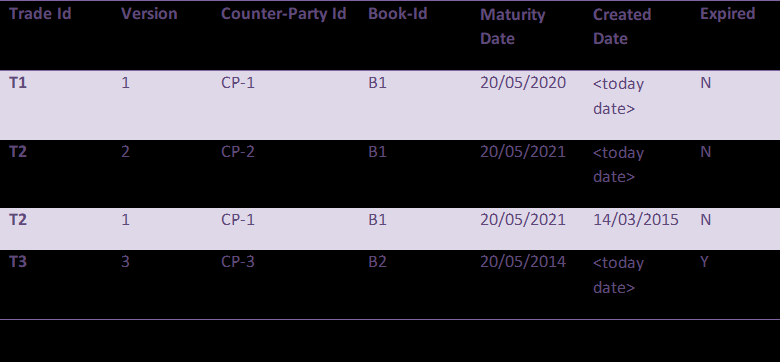 Trade Id Version Counter-Party Id Book-Id Maturity Date Created Date Expired
T1 1 CP-1 B1 20/05/2020 <today date> N
T2 2 CP-2 B1 20/05/2021 <today date> N
T2 1 CP-1 B1 20/05/2021 14/03/2015 N
T3 3 CP-3 B2 20/05/2014 <today date> Y